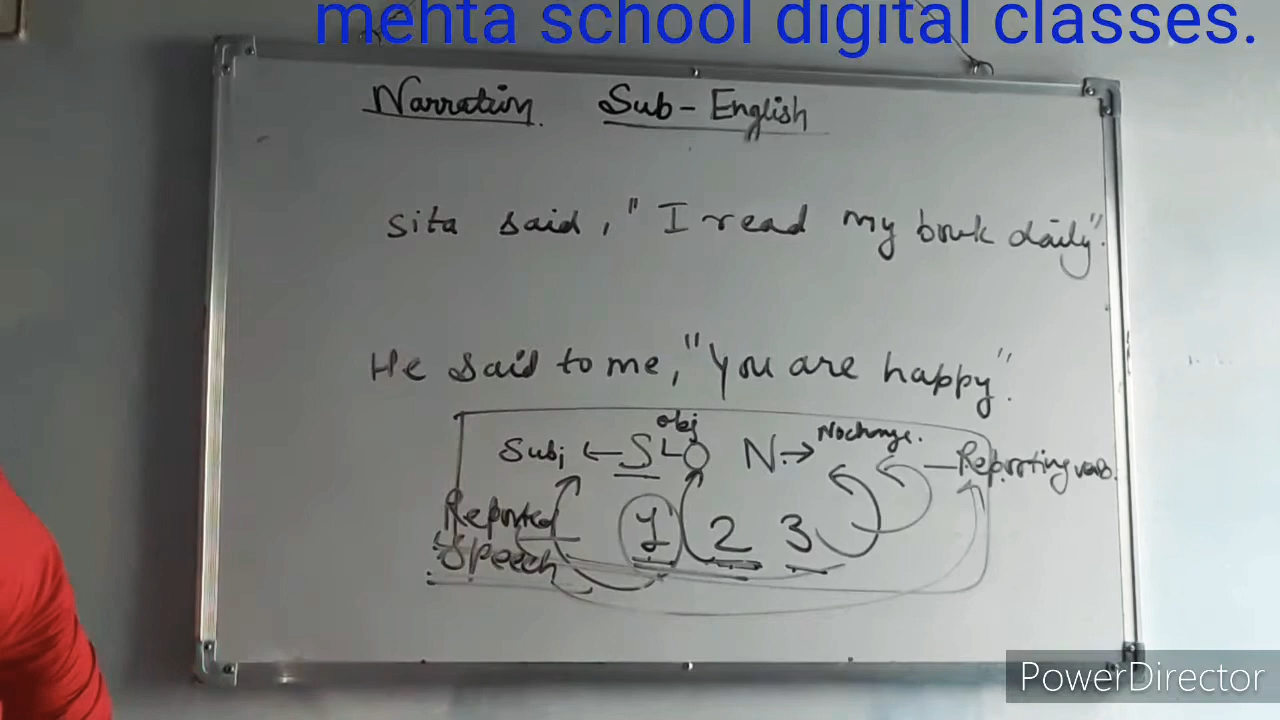 mehta school digital classes.
Narration Sub - English
Sita said, " I read my book daily".
He said to me, "You are happy".
obj
Subj ← S O N → No change.
Reporting verb.
Reported 1 2 3
Speech
PowerDirector